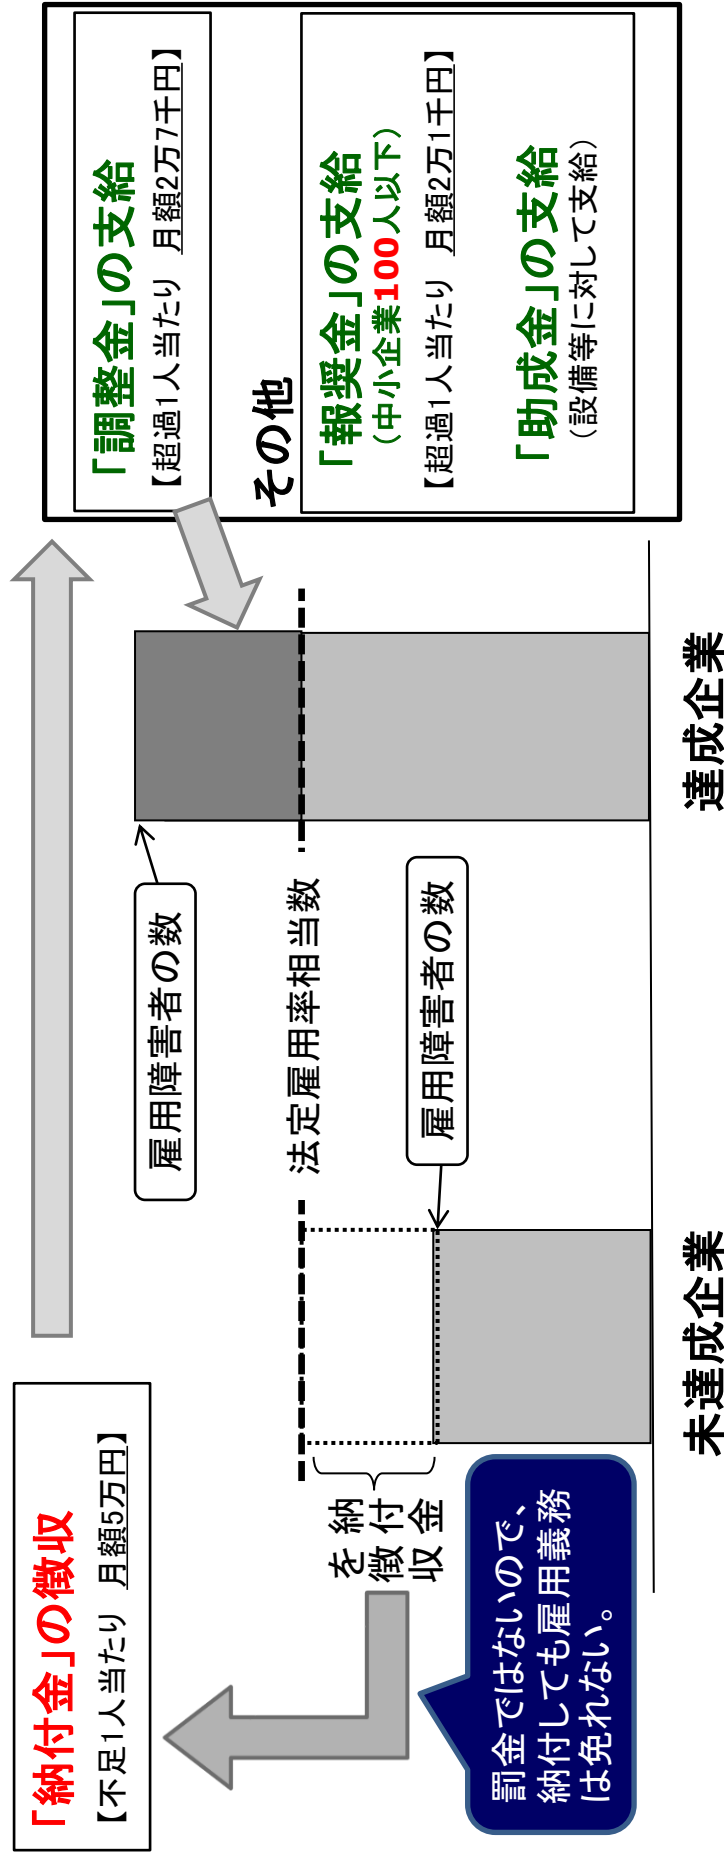 「納付金」の徴収
【不足1人当たり 月額5万円】
「調整金」の支給
【超過1人当たり 月額2万7千円】
その他
「報奨金」の支給
（中小企業100人以下）
【超過1人当たり 月額2万1千円】
「助成金」の支給
（設備等に対して支給）
雇用障害者の数
法定雇用率相当数
雇用障害者の数
納付金
を徴収
罰金ではないので、
納付しても雇用義務
は免れない。
未達成企業
達成企業